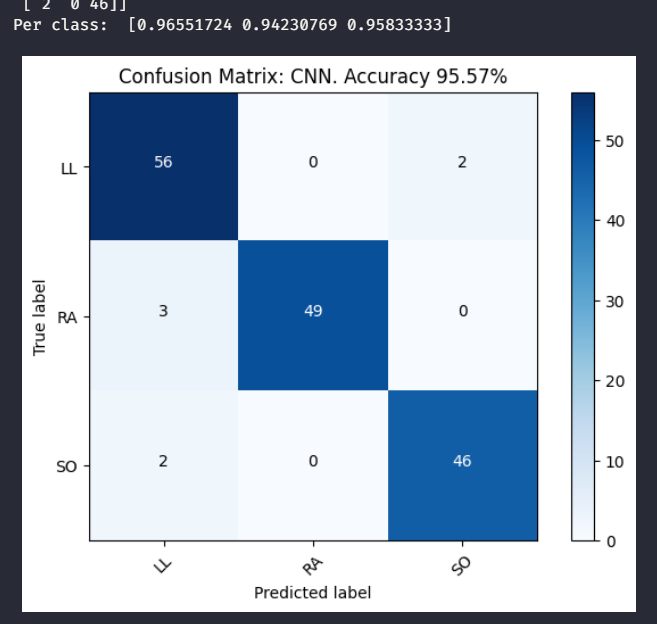 [ 2  0 46]]
Per class:  [0.96551724 0.94230769 0.95833333]
Confusion Matrix: CNN. Accuracy 95.57%
LL 56 0 2
RA 3 49 0
SO 2 0 46
True label
LL RA SO
Predicted label
50
40
30
20
10
0